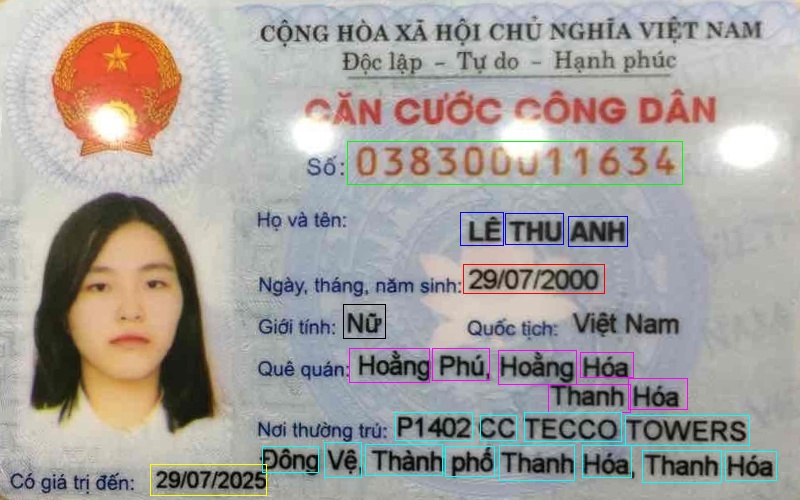 CỘNG HÒA XÃ HỘI CHỦ NGHĨA VIỆT NAM
Độc lập - Tự do - Hạnh phúc
CĂN CƯỚC CÔNG DÂN
Số: 038300011634
Họ và tên: LÊ THU ANH
Ngày, tháng, năm sinh: 29/07/2000
Giới tính: Nữ Quốc tịch: Việt Nam
Quê quán: Hoằng Phú, Hoằng Hóa
Thanh Hóa
Nơi thường trú: P1402 CC TECCO TOWERS
Đông Vệ, Thành phố Thanh Hóa, Thanh Hóa
Có giá trị đến: 29/07/2025